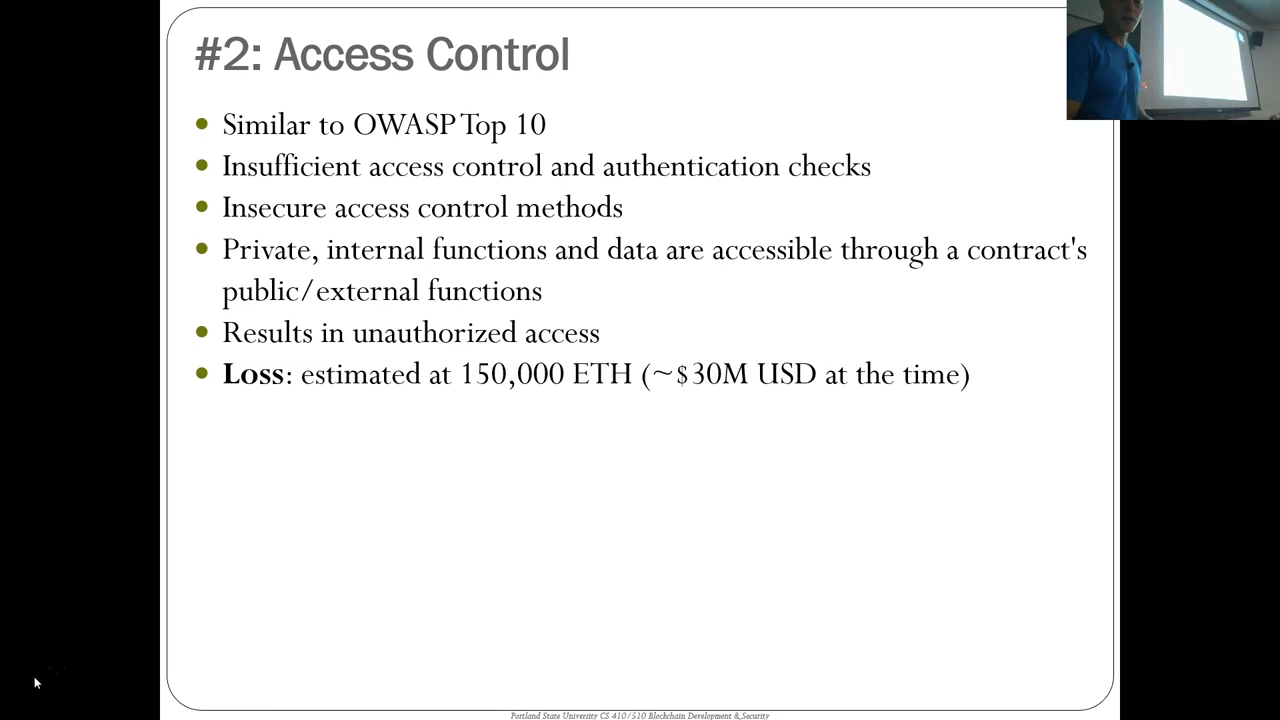 #2: Access Control
Similar to OWASP Top 10
Insufficient access control and authentication checks
Insecure access control methods
Private, internal functions and data are accessible through a contract's
public/external functions
Results in unauthorized access
Loss: estimated at 150,000 ETH (~$30M USD at the time)
Portland State University CS 410/510 Blockchain Development & Security